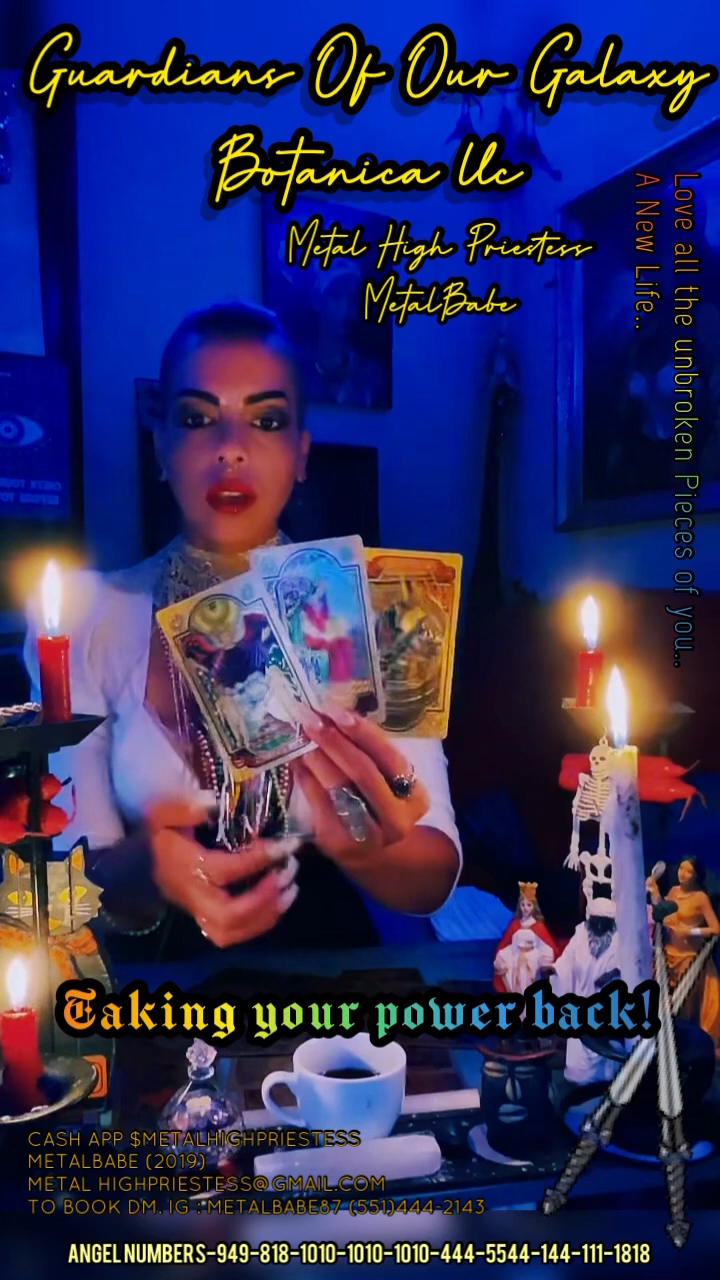 Guardians Of Our Galaxy
Botanica llc
Metal High Priestess
MetalBabe
Love all the unbroken Pieces of you..
A New Life..
Taking your power back!
CASH APP $METALHIGHPRIESTESS
METALBABE (2019)
METAL HIGHPRIESTESS@GMAIL.COM
TO BOOK DM. IG : METALBABE87 (551)444-2143
ANGEL NUMBERS-949-818-1010-1010-1010-444-5544-144-111-1818